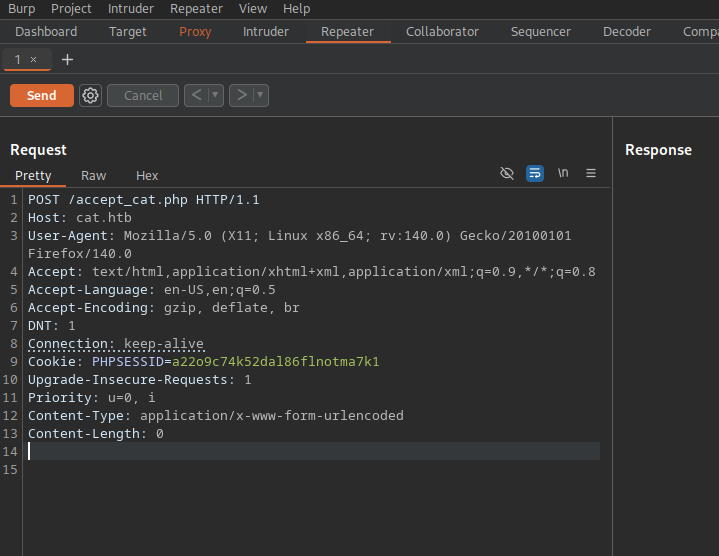 Burp Project Intruder Repeater View Help
Dashboard Target Proxy Intruder Repeater Collaborator Sequencer Decoder Compa
1 × +
Send Cancel < >
Request
Response
Pretty Raw Hex \n
1 POST /accept_cat.php HTTP/1.1
2 Host: cat.htb
3 User-Agent: Mozilla/5.0 (X11; Linux x86_64; rv:140.0) Gecko/20100101
Firefox/140.0
4 Accept: text/html,application/xhtml+xml,application/xml;q=0.9,*/*;q=0.8
5 Accept-Language: en-US,en;q=0.5
6 Accept-Encoding: gzip, deflate, br
7 DNT: 1
8 Connection: keep-alive
9 Cookie: PHPSESSID=a22o9c74k52dal86flnotma7k1
10 Upgrade-Insecure-Requests: 1
11 Priority: u=0, i
12 Content-Type: application/x-www-form-urlencoded
13 Content-Length: 0
14
15